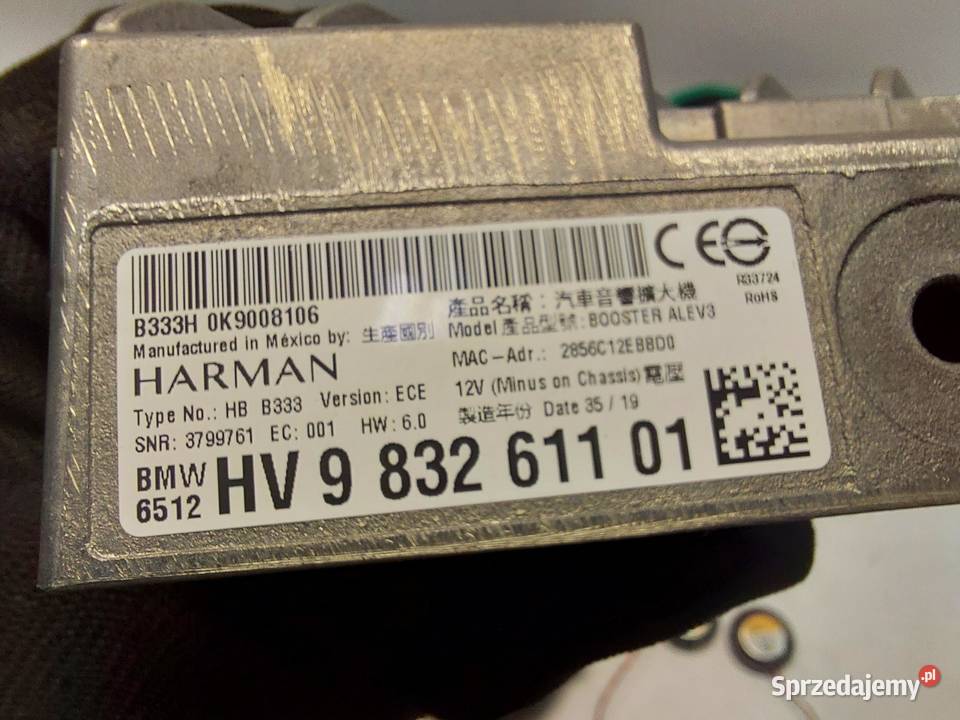 CE
R33724
RoHS
B333H 0K9008106
產品名稱：汽車音響擴大機
Manufactured in México by: 生產國別
Model 產品型號: BOOSTER ALEV3
HARMAN
MAC-Adr.: 2856C12EBBD0
Type No.: HB B333 Version: ECE
12V (Minus on Chassis) 電壓
SNR: 3799761 EC: 001 HW: 6.0
製造年份 Date 35 / 19
BMW
6512
HV 9 832 611 01
Sprzedajemy.pl